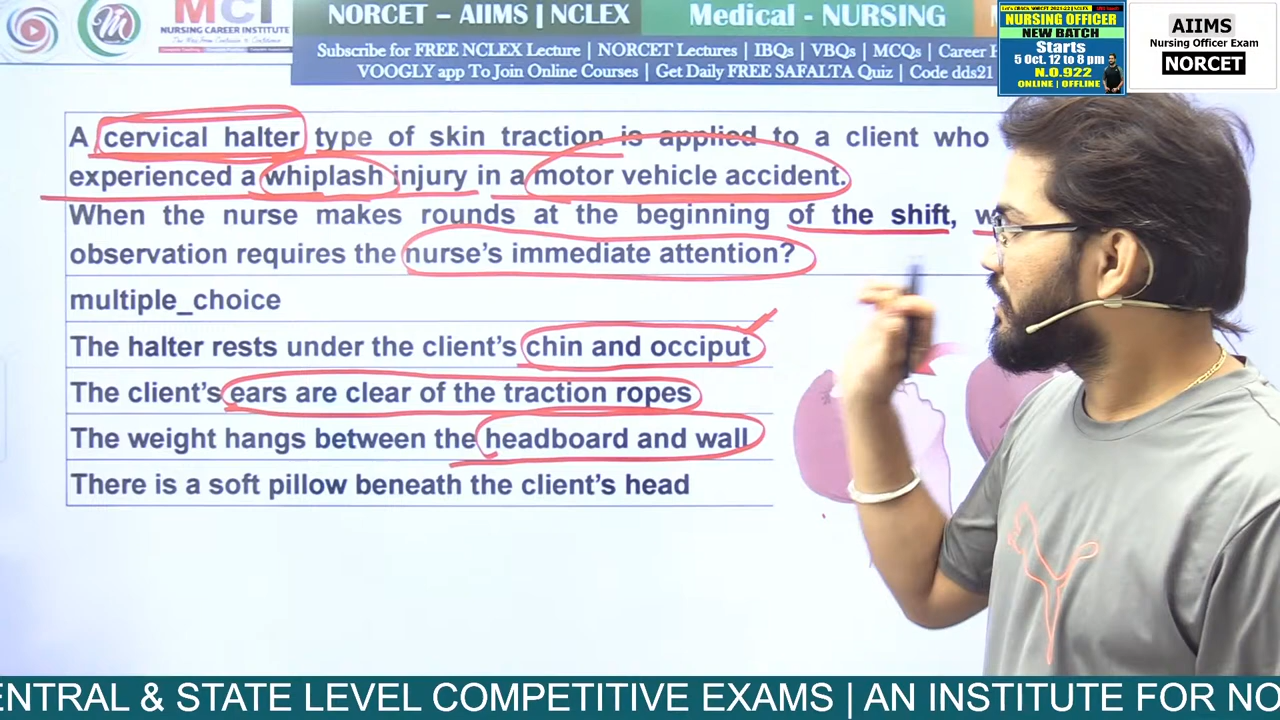 MCI
NURSING CAREER INSTITUTE
NORCET – AIIMS | NCLEX
Medical - NURSING
Subscribe for FREE NCLEX Lecture | NORCET Lectures | IBQs | VBQs | MCQs | Career
VOOGLY app To Join Online Courses | Get Daily FREE SAFALTA Quiz | Code dds21
NURSING OFFICER
NEW BATCH
Starts
5 Oct. 12 to 8 pm
N.O.922
ONLINE | OFFLINE
AIIMS
Nursing Officer Exam
NORCET
A cervical halter type of skin traction is applied to a client who
experienced a whiplash injury in a motor vehicle accident.
When the nurse makes rounds at the beginning of the shift,
observation requires the nurse's immediate attention?
multiple_choice
The halter rests under the client's chin and occiput
The client's ears are clear of the traction ropes
The weight hangs between the headboard and wall
There is a soft pillow beneath the client's head
ENTRAL & STATE LEVEL COMPETITIVE EXAMS | AN INSTITUTE FOR NO